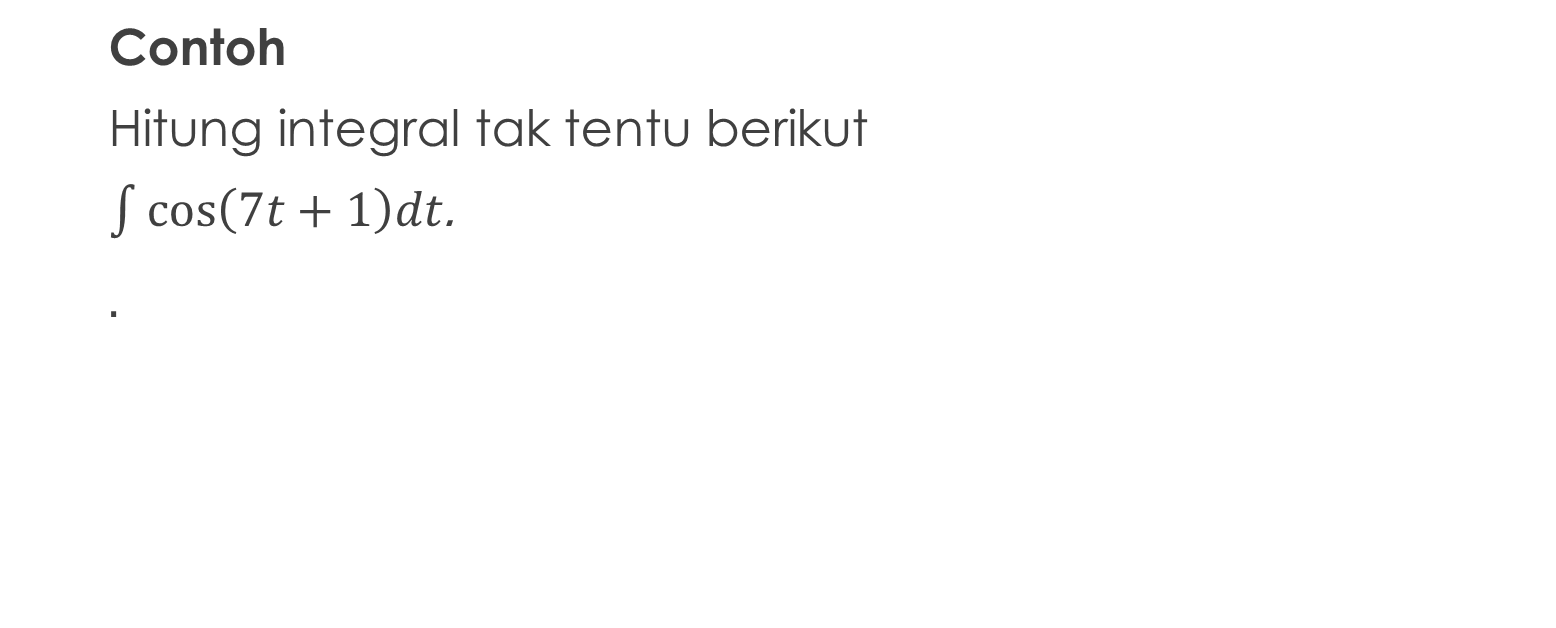 Contoh
Hitung integral tak tentu berikut
∫ cos(7t + 1)dt.
.